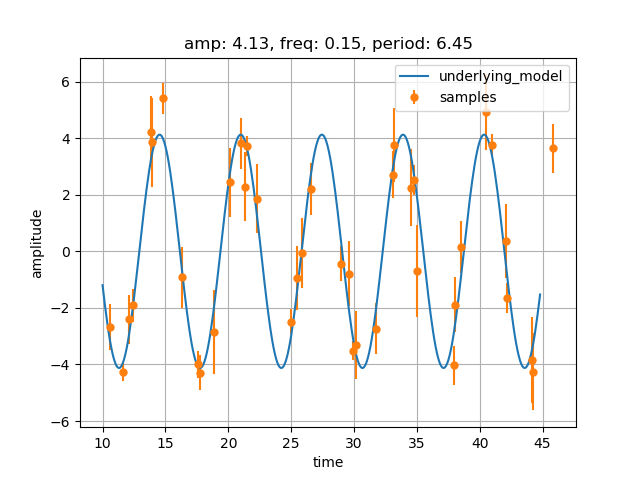 amp: 4.13, freq: 0.15, period: 6.45
underlying_model
samples
6
4
2
0
−2
−4
−6
amplitude
10 15 20 25 30 35 40 45
time